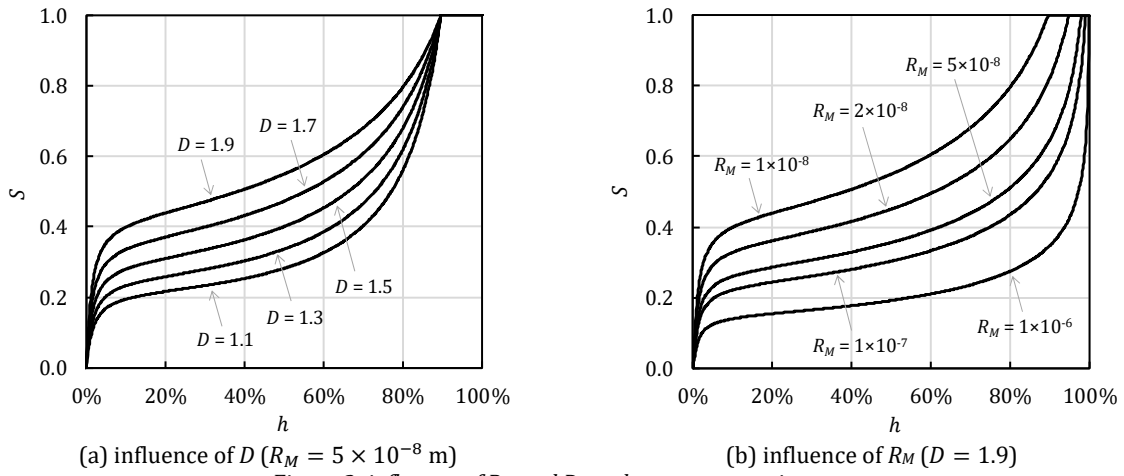 1.0
0.8
0.6
0.4
0.2
0.0
S
D = 1.9
D = 1.7
D = 1.5
D = 1.3
D = 1.1
0% 20% 40% 60% 80% 100%
h
(a) influence of D (R_M = 5 × 10⁻⁸ m)
1.0
0.8
0.6
0.4
0.2
0.0
S
R_M = 5×10⁻⁸
R_M = 2×10⁻⁸
R_M = 1×10⁻⁸
R_M = 1×10⁻⁶
R_M = 1×10⁻⁷
0% 20% 40% 60% 80% 100%
h
(b) influence of R_M (D = 1.9)